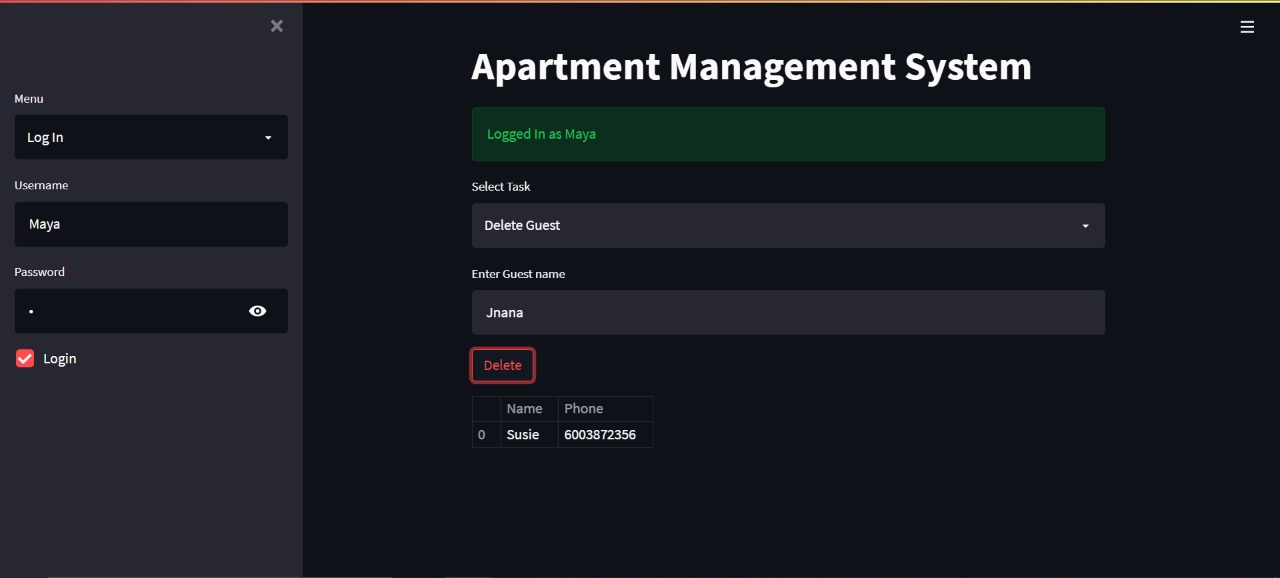 Menu
Log In
Username
Maya
Password
Login
Apartment Management System
Logged In as Maya
Select Task
Delete Guest
Enter Guest name
Jnana
Delete
Name Phone
0 Susie 6003872356